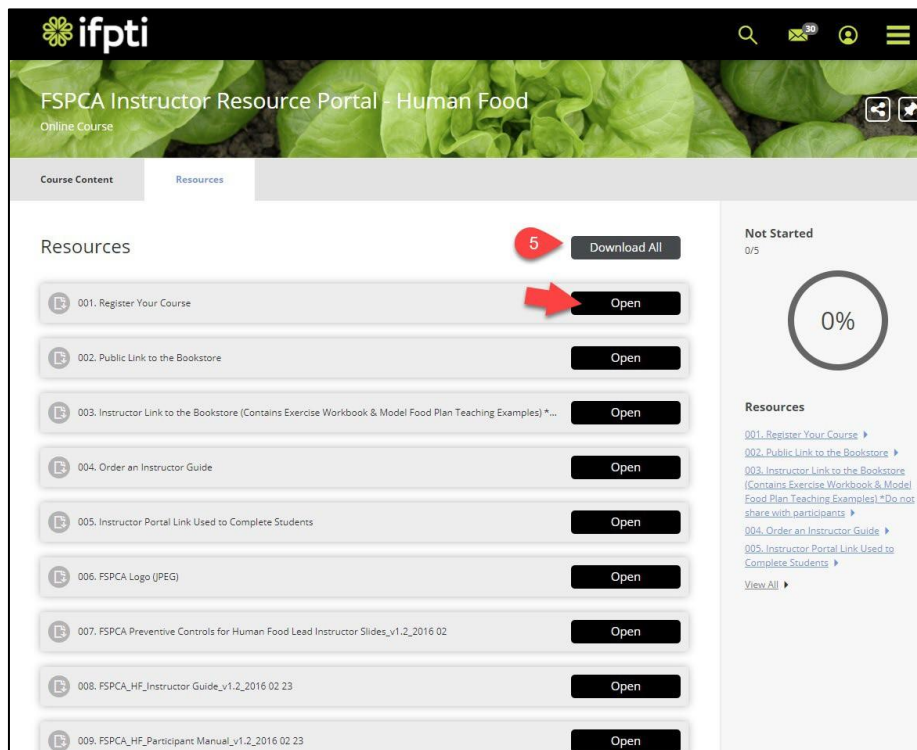 ifpti
30
FSPCA Instructor Resource Portal - Human Food
Online Course
Course Content
Resources
Resources
5
Download All
001. Register Your Course
Open
002. Public Link to the Bookstore
Open
003. Instructor Link to the Bookstore (Contains Exercise Workbook & Model Food Plan Teaching Examples) *...
Open
004. Order an Instructor Guide
Open
005. Instructor Portal Link Used to Complete Students
Open
006. FSPCA Logo (JPEG)
Open
007. FSPCA Preventive Controls for Human Food Lead Instructor Slides_v1.2_2016 02
Open
008. FSPCA_HF_Instructor Guide_v1.2_2016 02 23
Open
009. FSPCA_HF_Participant Manual_v1.2_2016 02 23
Open
Not Started
0/5
0%
Resources
001. Register Your Course
002. Public Link to the Bookstore
003. Instructor Link to the Bookstore
(Contains Exercise Workbook & Model
Food Plan Teaching Examples) *Do not
share with participants
004. Order an Instructor Guide
005. Instructor Portal Link Used to
Complete Students
View All